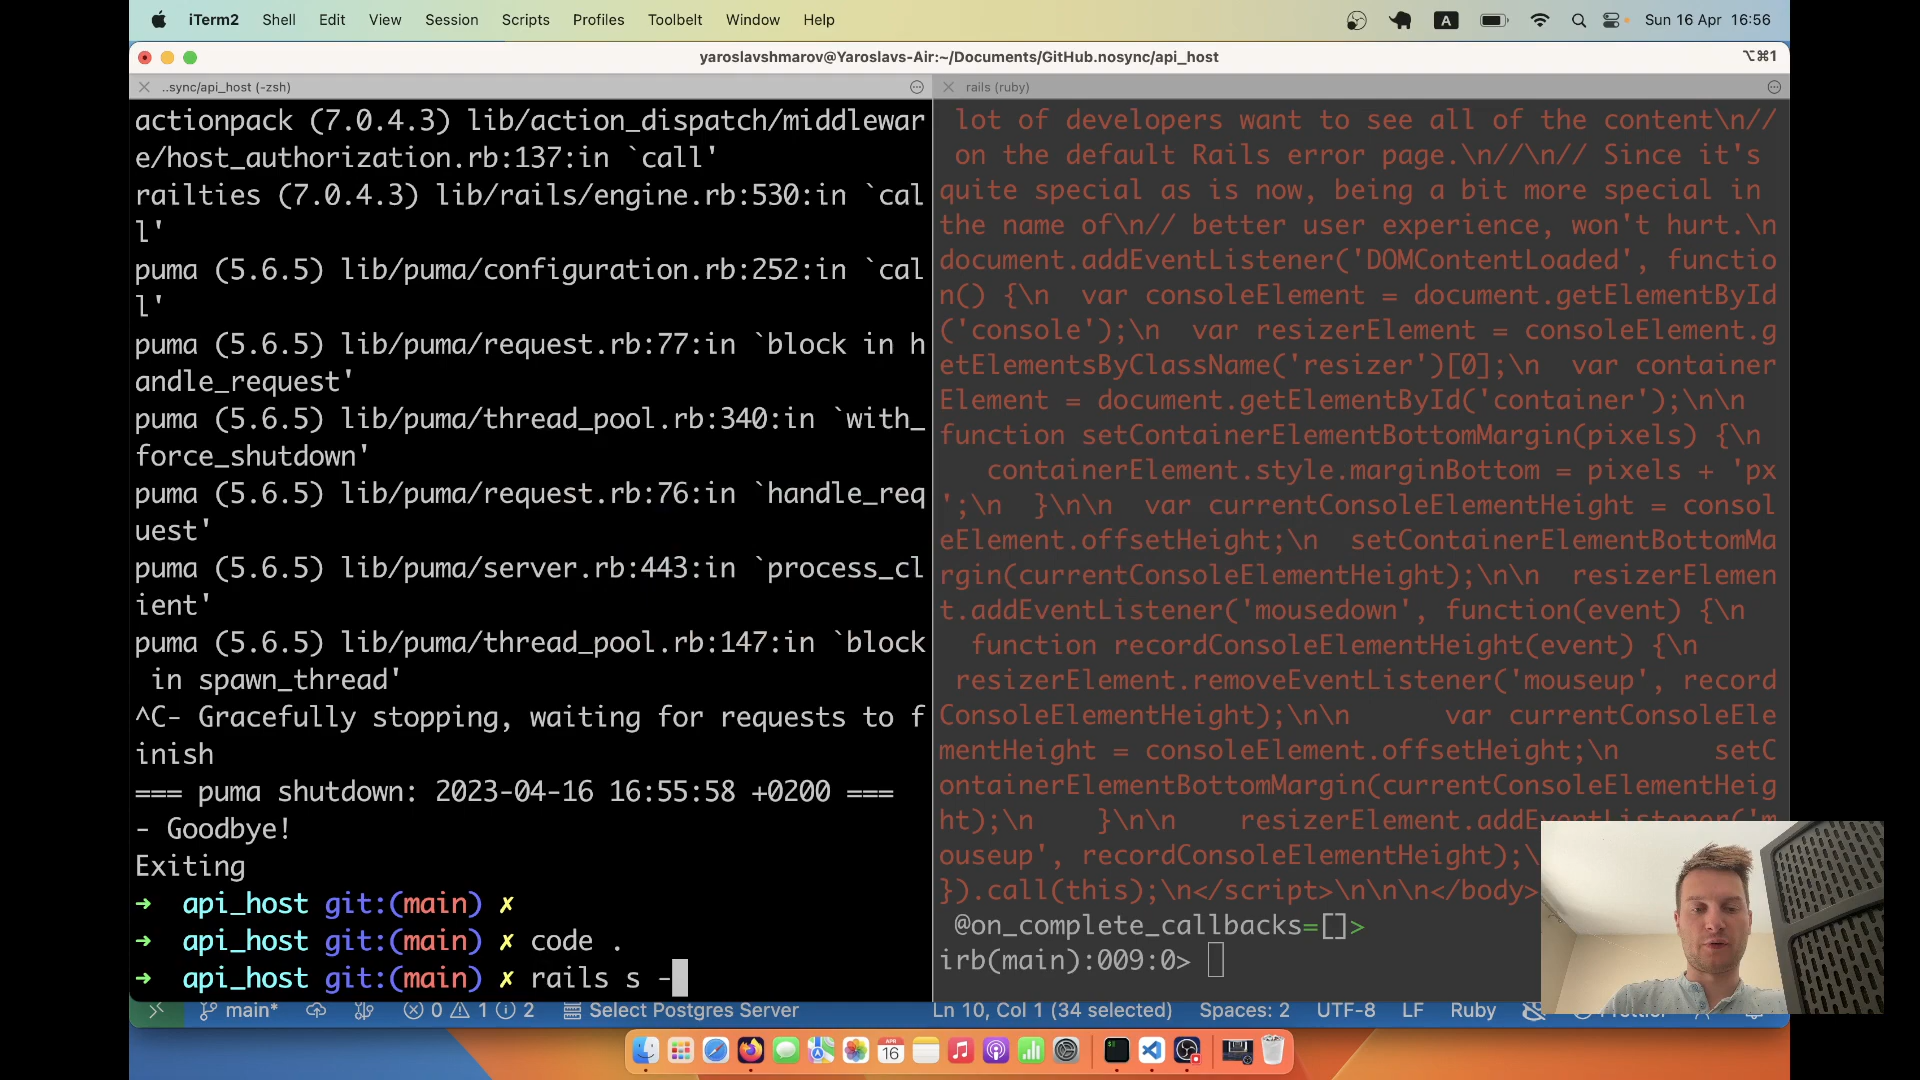 iTerm2 Shell Edit View Session Scripts Profiles Toolbelt Window Help A Sun 16 Apr 16:56
yaroslavshmarov@Yaroslavs-Air:~/Documents/GitHub.nosync/api_host ⌥⌘1
..sync/api_host (-zsh)
actionpack (7.0.4.3) lib/action_dispatch/middlewar
e/host_authorization.rb:137:in `call'
railties (7.0.4.3) lib/rails/engine.rb:530:in `cal
l'
puma (5.6.5) lib/puma/configuration.rb:252:in `cal
l'
puma (5.6.5) lib/puma/request.rb:77:in `block in h
andle_request'
puma (5.6.5) lib/puma/thread_pool.rb:340:in `with_
force_shutdown'
puma (5.6.5) lib/puma/request.rb:76:in `handle_req
uest'
puma (5.6.5) lib/puma/server.rb:443:in `process_cl
ient'
puma (5.6.5) lib/puma/thread_pool.rb:147:in `block
 in spawn_thread'
^C- Gracefully stopping, waiting for requests to f
inish
=== puma shutdown: 2023-04-16 16:55:58 +0200 ===
- Goodbye!
Exiting
➜  api_host git:(main) ✗
➜  api_host git:(main) ✗ code .
➜  api_host git:(main) ✗ rails s -
rails (ruby)
 lot of developers want to see all of the content\n//
 on the default Rails error page.\n//\n// Since it's
quite special as is now, being a bit more special in
the name of\n// better user experience, won't hurt.\n
document.addEventListener('DOMContentLoaded', functio
n() {\n  var consoleElement = document.getElementById
('console');\n  var resizerElement = consoleElement.g
etElementsByClassName('resizer')[0];\n  var container
Element = document.getElementById('container');\n\n
function setContainerElementBottomMargin(pixels) {\n
   containerElement.style.marginBottom = pixels + 'px
';\n  }\n\n  var currentConsoleElementHeight = consol
eElement.offsetHeight;\n  setContainerElementBottomMa
rgin(currentConsoleElementHeight);\n\n  resizerElemen
t.addEventListener('mousedown', function(event) {\n
  function recordConsoleElementHeight(event) {\n
 resizerElement.removeEventListener('mouseup', record
ConsoleElementHeight);\n\n      var currentConsoleEle
mentHeight = consoleElement.offsetHeight;\n      setC
ontainerElementBottomMargin(currentConsoleElementHeig
ht);\n    }\n\n    resizerElement.addEventListener('m
ouseup', recordConsoleElementHeight);\
}).call(this);\n</script>\n\n\n</body>
 @on_complete_callbacks=[]>
irb(main):009:0>
main* 0 1 2 Select Postgres Server Ln 10, Col 1 (34 selected) Spaces: 2 UTF-8 LF Ruby
APR
16